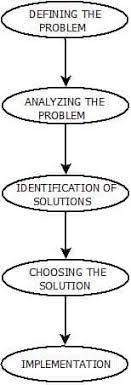 DEFINING THE
PROBLEM
ANALYZING THE
PROBLEM
IDENTIFICATION OF
SOLUTIONS
CHOOSING THE
SOLUTION
IMPLEMENTATION